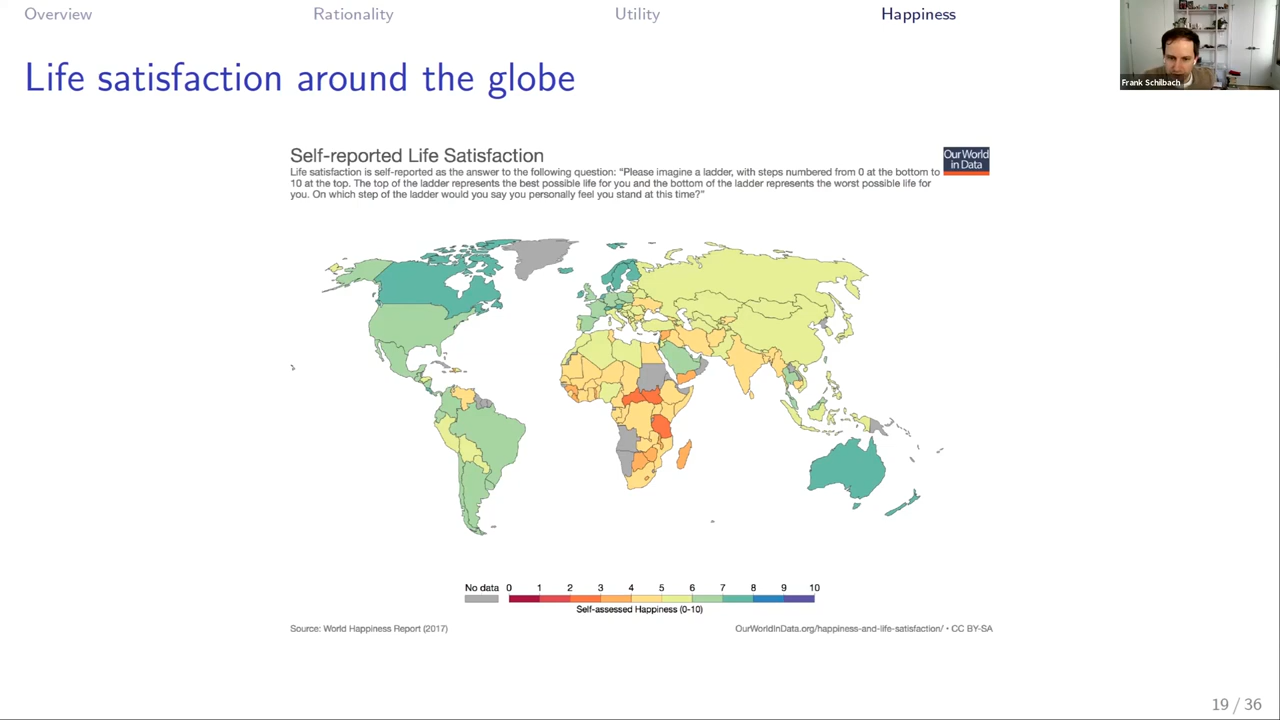 Overview Rationality Utility Happiness
Frank Schilbach
Life satisfaction around the globe
Self-reported Life Satisfaction
Our World
in Data
Life satisfaction is self-reported as the answer to the following question: “Please imagine a ladder, with steps numbered from 0 at the bottom to
10 at the top. The top of the ladder represents the best possible life for you and the bottom of the ladder represents the worst possible life for
you. On which step of the ladder would you say you personally feel you stand at this time?”
No data 0 1 2 3 4 5 6 7 8 9 10
Self-assessed Happiness (0-10)
Source: World Happiness Report (2017) OurWorldInData.org/happiness-and-life-satisfaction/ • CC BY-SA
19 / 36